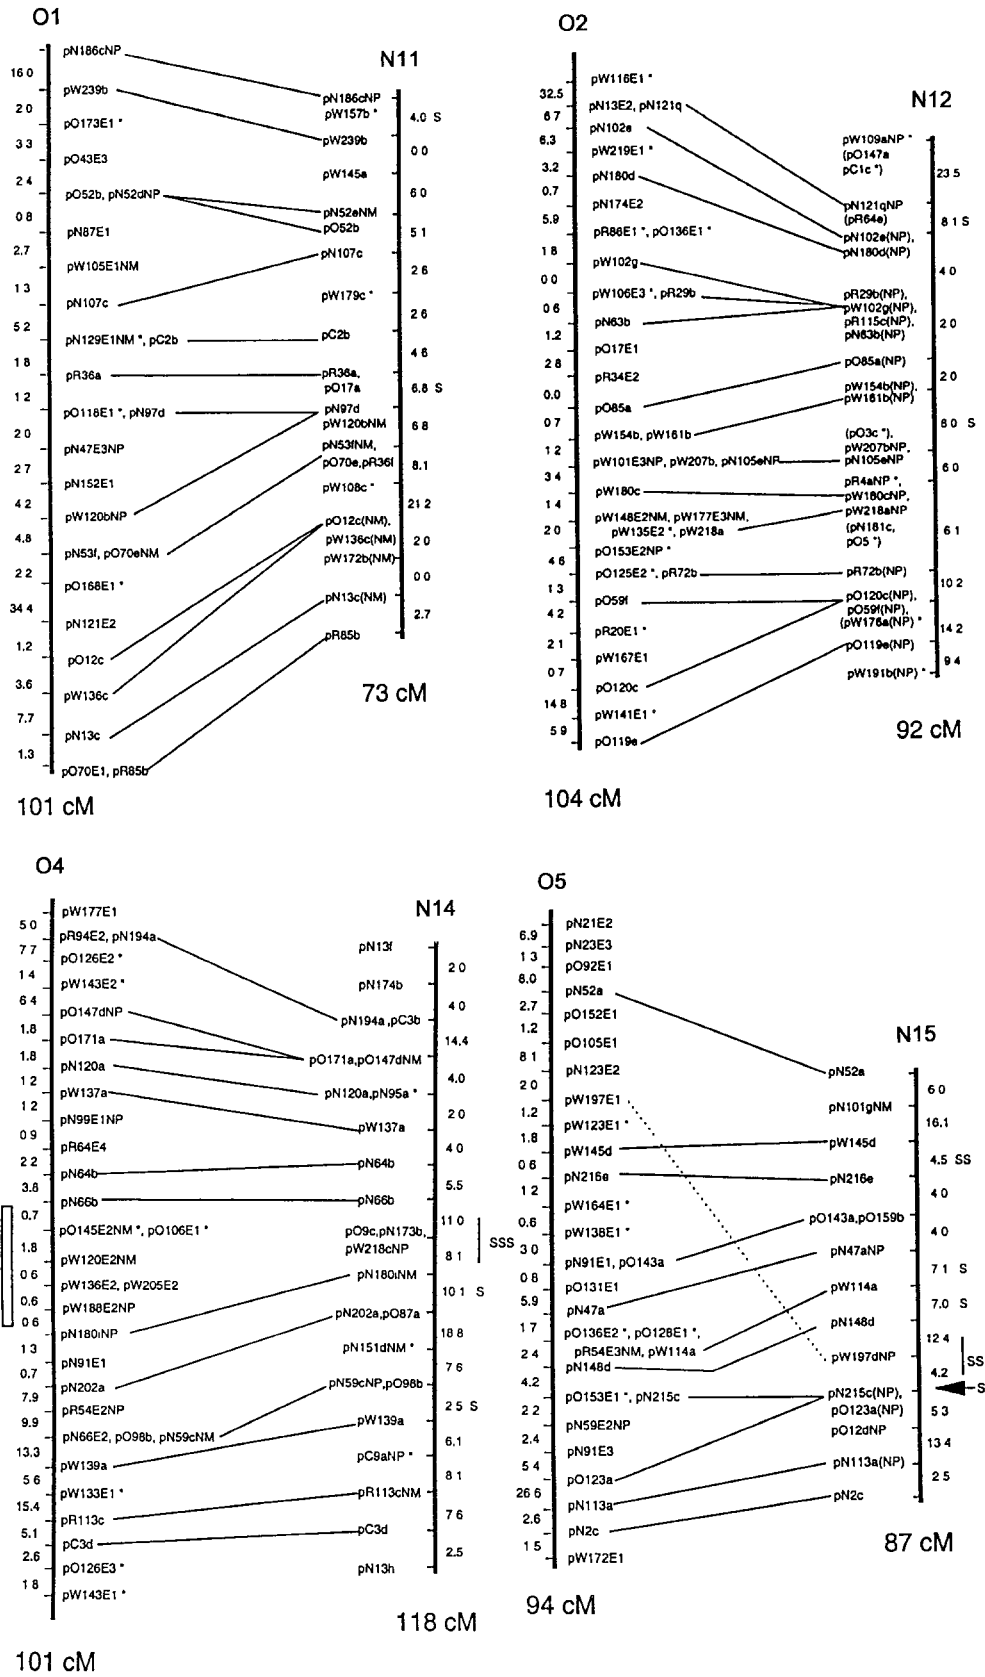 O1
pN186cNP
16 0
pW239b
2 0
pO173E1 *
3 3
pO43E3
2 4
pO52b, pN52dNP
0 8
pN87E1
2.7
pW105E1NM
1 3
pN107c
5 2
pN129E1NM *, pC2b
1 8
pR36a
1 2
pO118E1 *, pN97d
2 0
pN47E3NP
2 7
pN152E1
4 2
pW120bNP
4.8
pN53f, pO70eNM
2 2
pO168E1 *
34 4
pN121E2
1.2
pO12c
3.6
pW136c
7.7
pN13c
1.3
pO70E1, pR85b
101 cM
N11
pN186cNP
pW157b *
4.0 S
pW239b
0 0
pW145a
6 0
pN52eNM
pO52b
5 1
pN107c
2 6
pW179c *
2 6
pC2b
4 6
pR36a,
pO17a
6.8 S
pN97d
pW120bNM
6 8
pN53fNM,
pO70e,pR36f
8.1
pW108c *
21 2
pO12c(NM),
pW136c(NM)
2 0
pW172b(NM)
0 0
pN13c(NM)
2.7
pR85b
73 cM
O2
pW116E1 *
32.5
pN13E2, pN121q
6 7
pN102e
6.3
pW219E1 *
3.2
pN180d
0.7
pN174E2
5.9
pR86E1 *, pO136E1 *
1 8
pW102g
0 0
pW106E3 *, pR29b
0 6
pN63b
1.2
pO17E1
2 8
pR34E2
0.0
pO85a
0 7
pW154b, pW161b
1 2
pW101E3NP, pW207b, pN105eNP
3 4
pW180c
1 4
pW148E2NM, pW177E3NM,
pW135E2 *, pW218a
2 0
pO153E2NP *
4 6
pO125E2 *, pR72b
1 3
pO59f
4 2
pR20E1 *
2 1
pW167E1
0 7
pO120c
14 8
pW141E1 *
5 9
pO119e
104 cM
N12
pW109aNP *
(pO147a
pC1c *)
23 5
pN121qNP
(pR64e)
8 1 S
pN102e(NP),
pN180d(NP)
4 0
pR29b(NP),
pW102g(NP),
pR115c(NP),
pN63b(NP)
2 0
pO85a(NP)
2 0
pW154b(NP),
pW161b(NP)
8 0 S
(pO3c *),
pW207bNP,
pN105eNP
6 0
pR4aNP *,
pW180cNP,
pW218aNP
(pN181c,
pO5 *)
6 1
pR72b(NP)
10 2
pO120c(NP),
pO59f(NP),
(pW176a(NP) *
14 2
pO119e(NP)
9 4
pW191b(NP) *
92 cM
O4
pW177E1
5 0
pR94E2, pN194a
7 7
pO126E2 *
1 4
pW143E2 *
6 4
pO147dNP
1.8
pO171a
1.8
pN120a
1 2
pW137a
1 2
pN99E1NP
0 9
pR64E4
2 2
pN64b
3.8
pN66b
0.7
pO145E2NM *, pO106E1 *
1.8
pW120E2NM
0 6
pW136E2, pW205E2
0.6
pW188E2NP
0 6
pN180iNP
1 3
pN91E1
0.7
pN202a
7.9
pR54E2NP
9.9
pN66E2, pO98b, pN59cNM
13.3
pW139a
5 6
pW133E1 *
15.4
pR113c
5.1
pC3d
2.6
pO126E3 *
1 8
pW143E1 *
101 cM
N14
pN13f
2 0
pN174b
4 0
pN194a,pC3b
14.4
pO171a,pO147dNM
4.0
pN120a,pN95a *
2 0
pW137a
4 0
pN64b
5.5
pN66b
11 0
pO9c,pN173b,
pW218cNP
SSS
8 1
pN180iNM
10 1 S
pN202a,pO87a
18 8
pN151dNM *
7 6
pN59cNP,pO98b
2 5 S
pW139a
6.1
pC9aNP *
8 1
pR113cNM
7 6
pC3d
2.5
pN13h
118 cM
O5
pN21E2
6.9
pN23E3
1 3
pO92E1
8.0
pN52a
2.7
pO152E1
1.2
pO105E1
8 1
pN123E2
2 0
pW197E1
1.2
pW123E1 *
1.8
pW145d
0 6
pN216e
1 2
pW164E1 *
0.6
pW138E1 *
3 0
pN91E1, pO143a
0 8
pO131E1
5.9
pN47a
1 7
pO136E2 *, pO128E1 *,
pR54E3NM, pW114a
2 4
pN148d
4.2
pO153E1 *, pN215c
2 2
pN59E2NP
2.4
pN91E3
5 4
pO123a
26 6
pN113a
2.6
pN2c
1 5
pW172E1
94 cM
N15
pN52a
6 0
pN101gNM
16.1
pW145d
4.5 SS
pN216e
4 0
pO143a,pO159b
4 0
pN47aNP
7 1 S
pW114a
7.0 S
pN148d
12 4
pW197dNP
SS
4.2
S
pN215c(NP),
pO123a(NP)
5 3
pO12dNP
13 4
pN113a(NP)
2 5
pN2c
87 cM